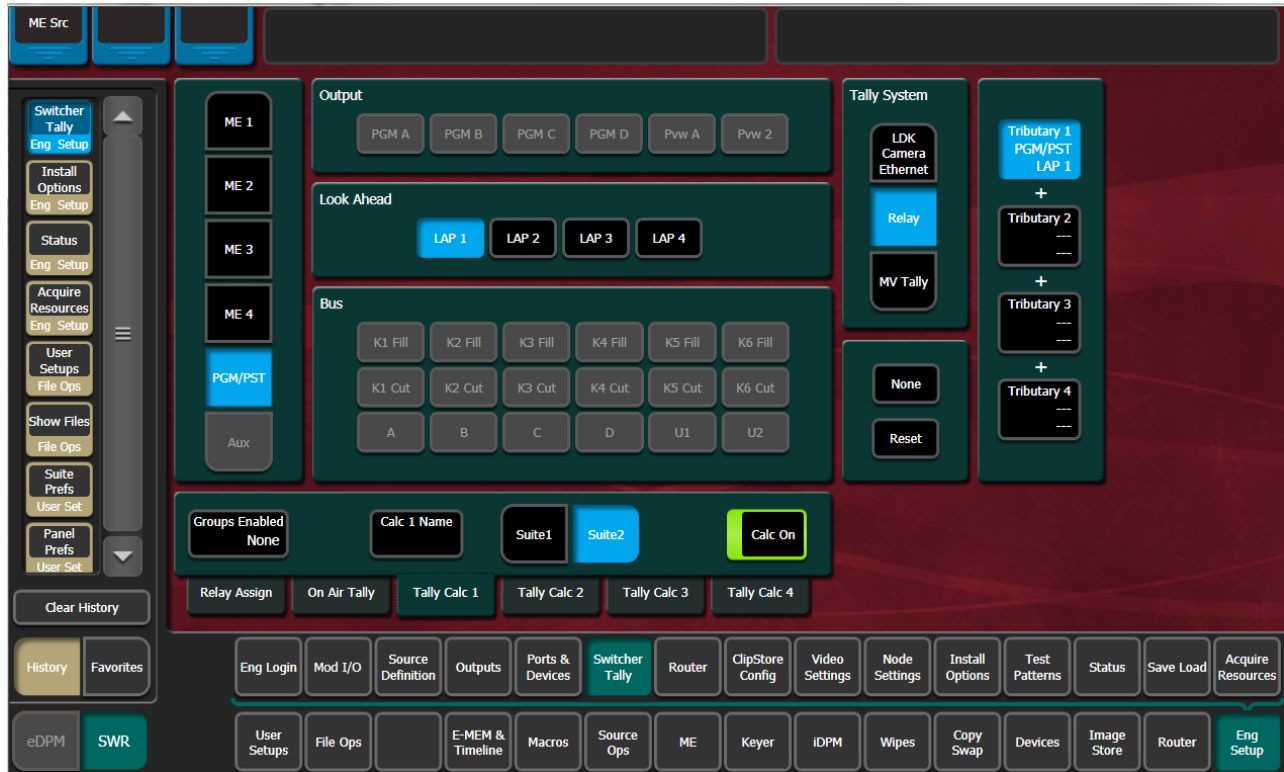 ME Src
Switcher
Tally
Eng Setup
Install
Options
Eng Setup
Status
Eng Setup
Acquire
Resources
Eng Setup
User
Setups
File Ops
Show Files
File Ops
Suite
Prefs
User Set
Panel
Prefs
User Set
Clear History
History
Favorites
eDPM
SWR
ME 1
ME 2
ME 3
ME 4
PGM/PST
Aux
Output
PGM A
PGM B
PGM C
PGM D
Pvw A
Pvw 2
Look Ahead
LAP 1
LAP 2
LAP 3
LAP 4
Bus
K1 Fill
K2 Fill
K3 Fill
K4 Fill
K5 Fill
K6 Fill
K1 Cut
K2 Cut
K3 Cut
K4 Cut
K5 Cut
K6 Cut
A
B
C
D
U1
U2
Tally System
LDK
Camera
Ethernet
Relay
MV Tally
None
Reset
Tributary 1
PGM/PST
LAP 1
+
Tributary 2
---
---
+
Tributary 3
---
---
+
Tributary 4
---
---
Groups Enabled
None
Calc 1 Name
Suite1
Suite2
Calc On
Relay Assign
On Air Tally
Tally Calc 1
Tally Calc 2
Tally Calc 3
Tally Calc 4
Eng Login
Mod I/O
Source
Definition
Outputs
Ports &
Devices
Switcher
Tally
Router
ClipStore
Config
Video
Settings
Node
Settings
Install
Options
Test
Patterns
Status
Save Load
Acquire
Resources
User
Setups
File Ops
E-MEM &
Timeline
Macros
Source
Ops
ME
Keyer
iDPM
Wipes
Copy
Swap
Devices
Image
Store
Router
Eng
Setup